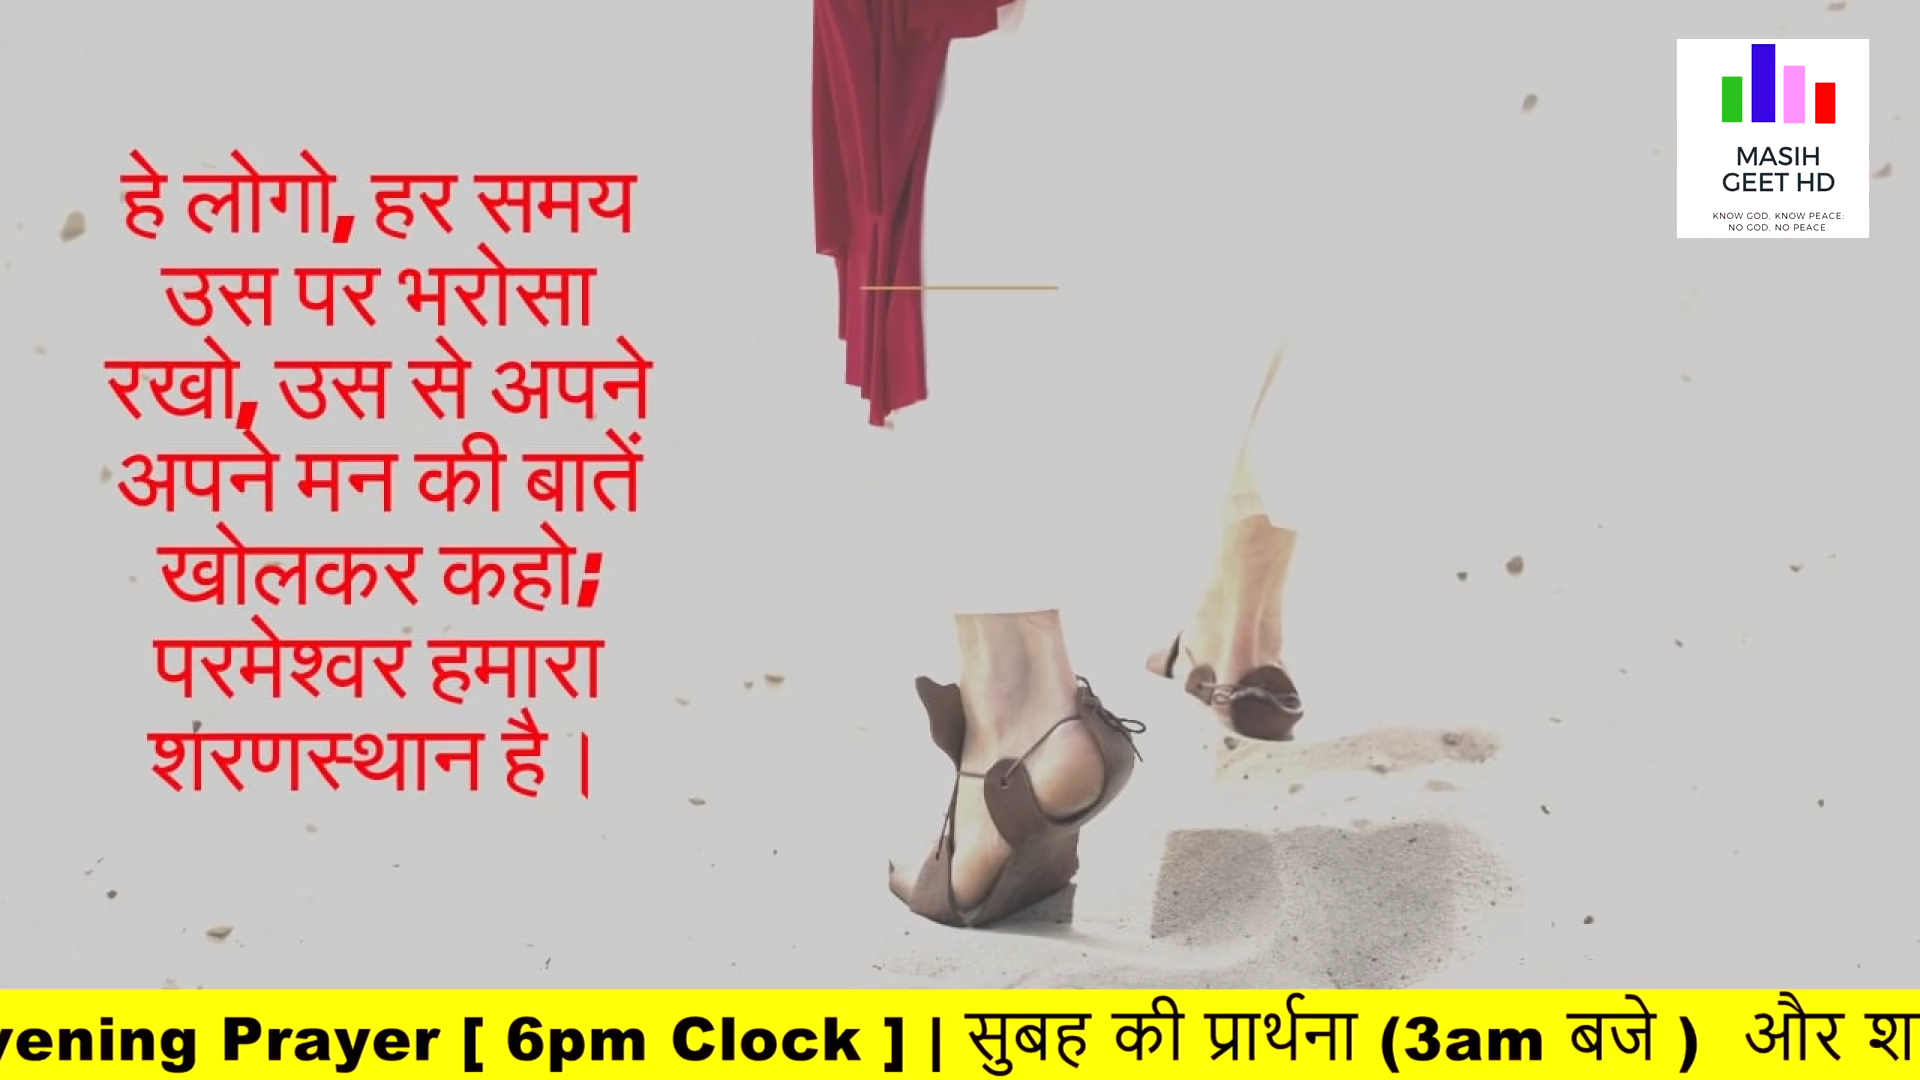 हे लोगो, हर समय
उस पर भरोसा
रखो, उस से अपने
अपने मन की बातें
खोलकर कहो;
परमेश्वर हमारा
शरणस्थान है।
MASIH
GEET HD
KNOW GOD, KNOW PEACE;
NO GOD, NO PEACE.
vening Prayer [ 6pm Clock ] | सुबह की प्रार्थना (3am बजे ) और श